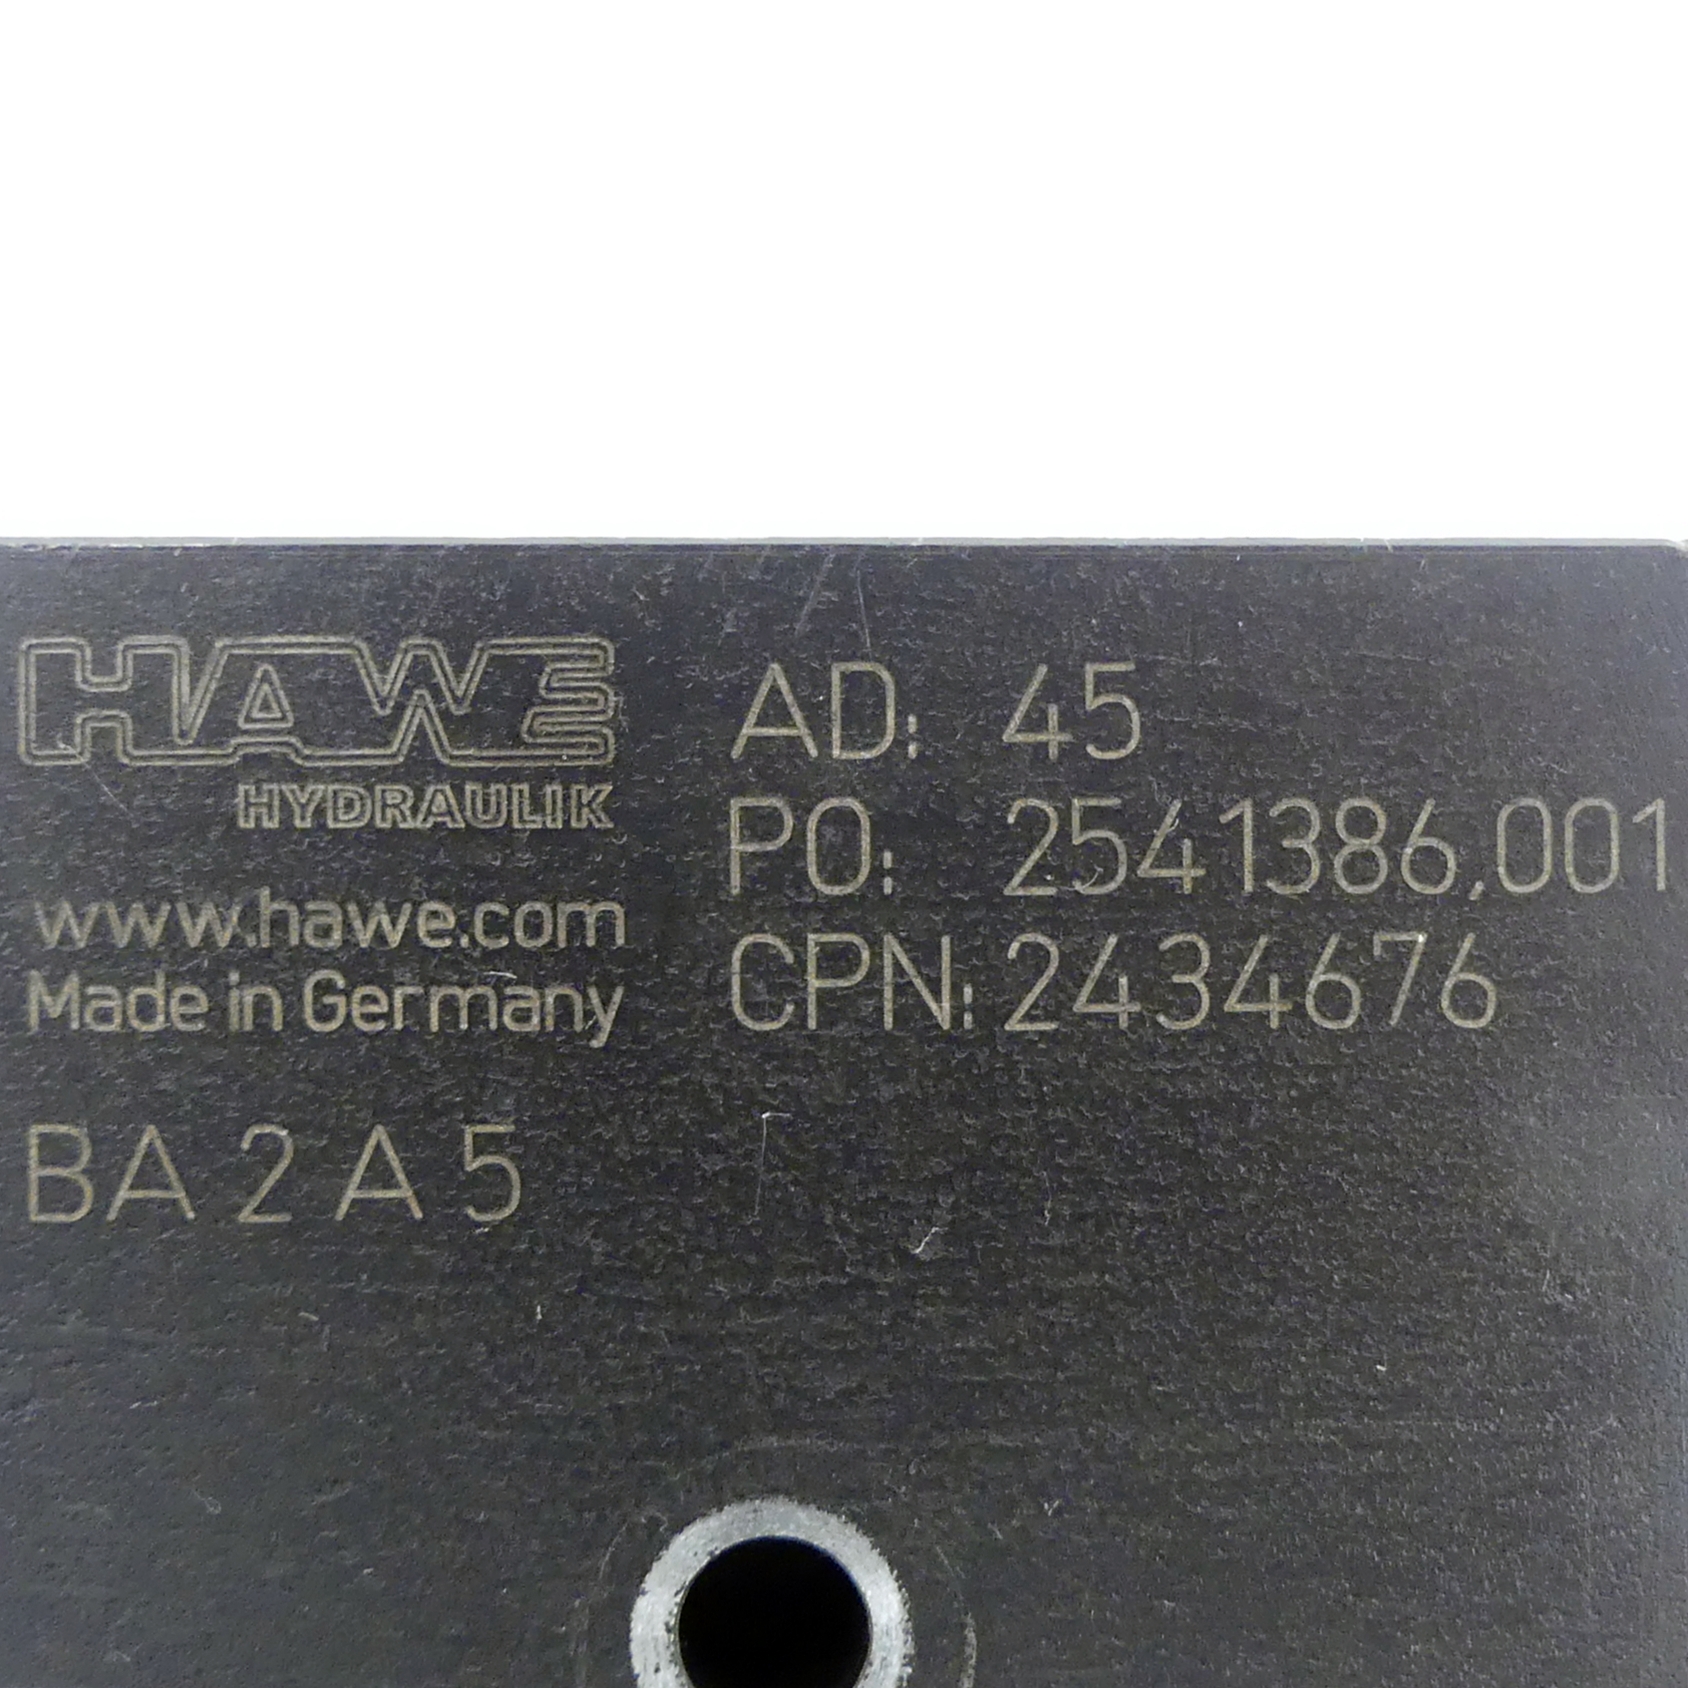 HAWE
HYDRAULIK
www.hawe.com
Made in Germany
BA 2 A 5
AD: 45
PO: 2541386,001
CPN: 2434676